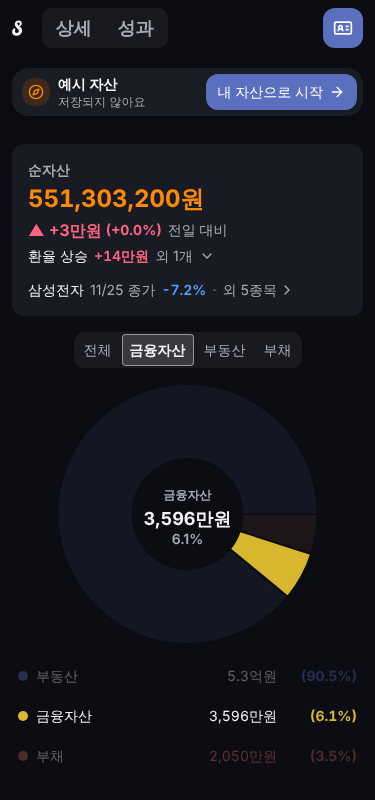 S
상세 성과
예시 자산
저장되지 않아요
내 자산으로 시작 →
순자산
551,303,200원
▲ +3만원 (+0.0%) 전일 대비
환율 상승 +14만원 외 1개
삼성전자 11/25 종가 -7.2% · 외 5종목
전체 금융자산 부동산 부채
금융자산
3,596만원
6.1%
부동산 5.3억원 (90.5%)
금융자산 3,596만원 (6.1%)
부채 2,050만원 (3.5%)